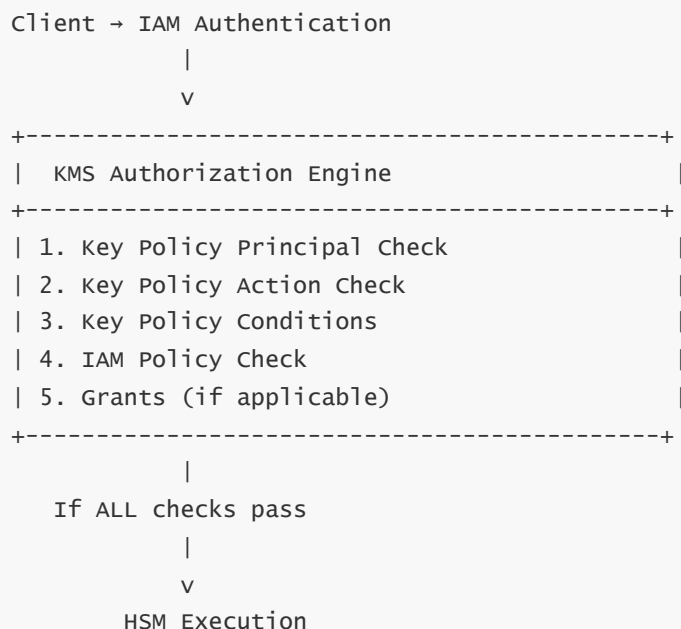 Client → IAM Authentication
|
v
+---------------------------------------------+
| KMS Authorization Engine |
+---------------------------------------------+
| 1. Key Policy Principal Check |
| 2. Key Policy Action Check |
| 3. Key Policy Conditions |
| 4. IAM Policy Check |
| 5. Grants (if applicable) |
+---------------------------------------------+
|
If ALL checks pass
|
v
HSM Execution